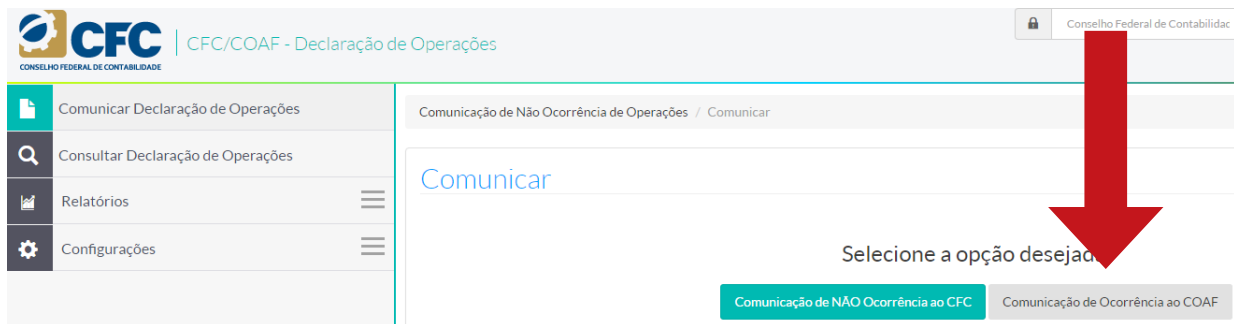 CFC
CONSELHO FEDERAL DE CONTABILIDADE
CFC/COAF - Declaração de Operações
Conselho Federal de Contabilidac
Comunicar Declaração de Operações
Consultar Declaração de Operações
Relatórios
Configurações
Comunicação de Não Ocorrência de Operações / Comunicar
Comunicar
Selecione a opção desejad
Comunicação de NÃO Ocorrência ao CFC
Comunicação de Ocorrência ao COAF